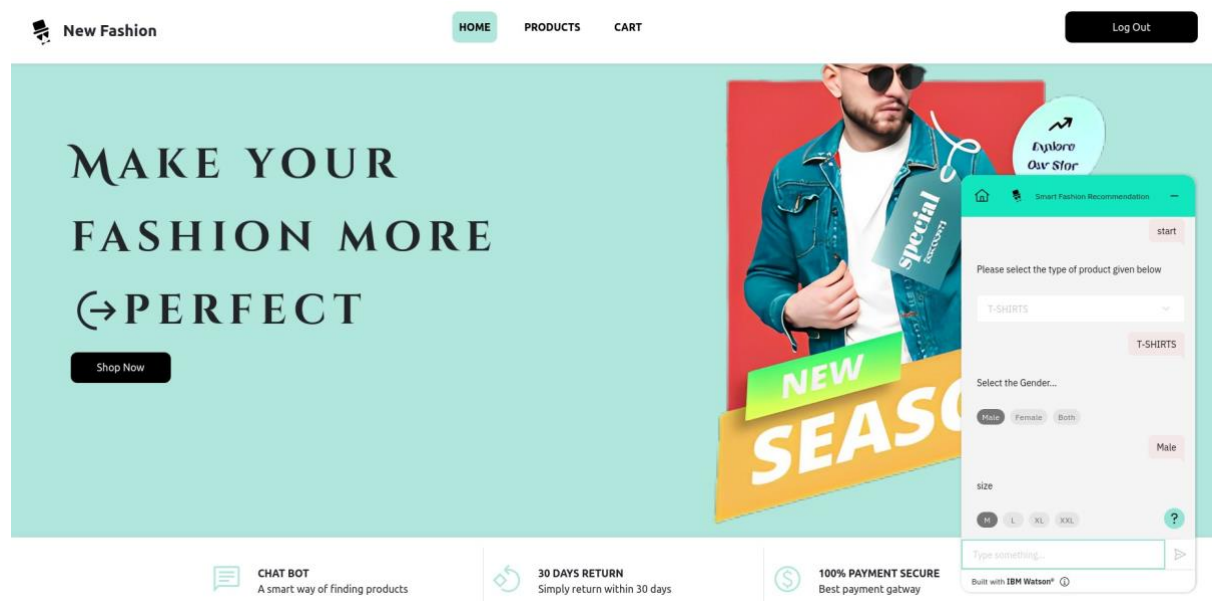 New Fashion
HOME PRODUCTS CART
Log Out
MAKE YOUR
FASHION MORE
PERFECT
Shop Now
special
NEW
SEASO
Explore
Our Stor
Smart Fashion Recommendation
start
Please select the type of product given below
T-SHIRTS
T-SHIRTS
Select the Gender...
Male Female Both
Male
size
M L XL XXL
?
Type something...
Built with IBM Watson®
CHAT BOT
A smart way of finding products
30 DAYS RETURN
Simply return within 30 days
100% PAYMENT SECURE
Best payment gatway